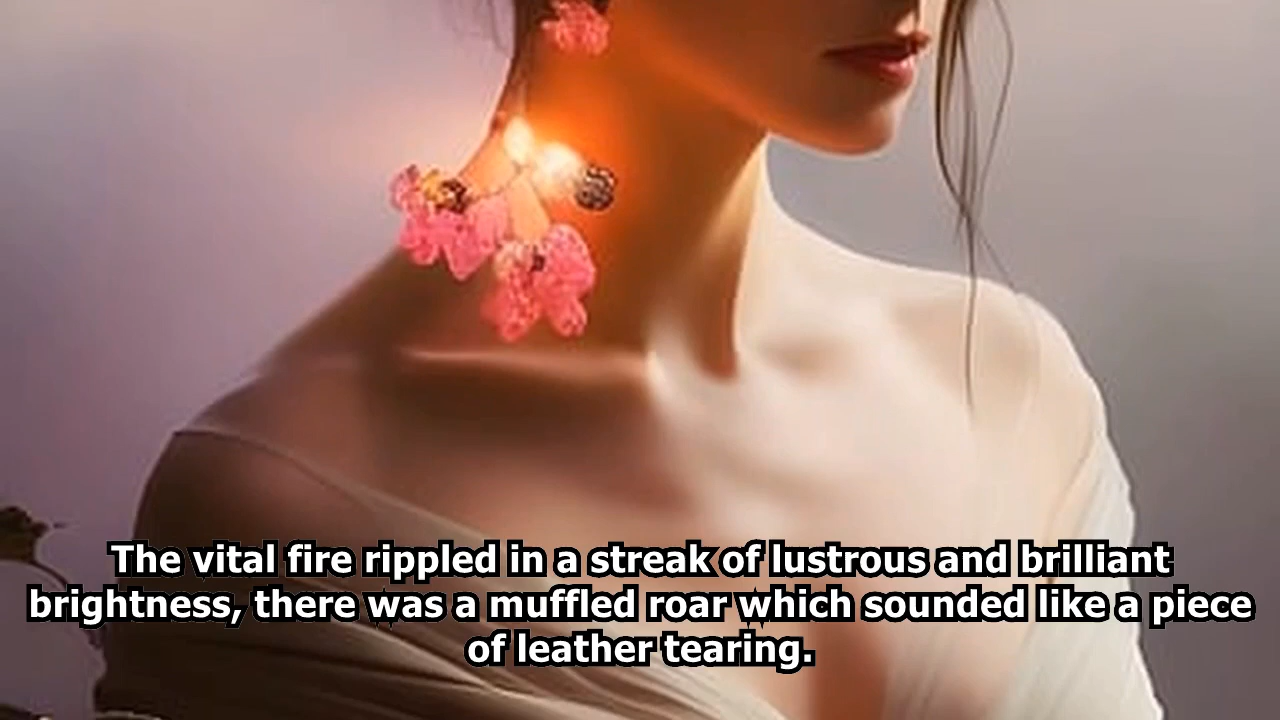 The vital fire rippled in a streak of lustrous and brilliant
brightness, there was a muffled roar which sounded like a piece
of leather tearing.